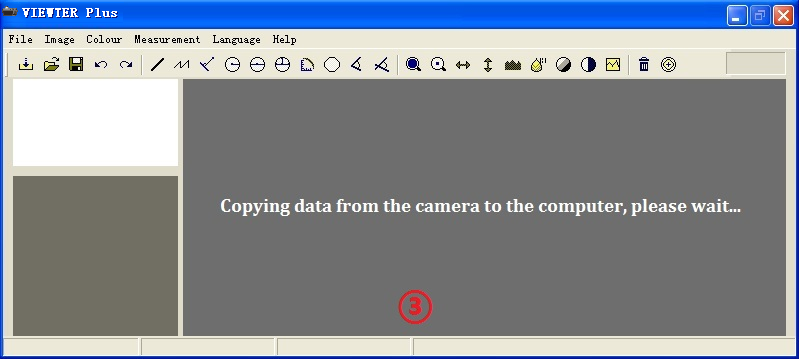 VIEWTER Plus
File Image Colour Measurement Language Help
Copying data from the camera to the computer, please wait...
③